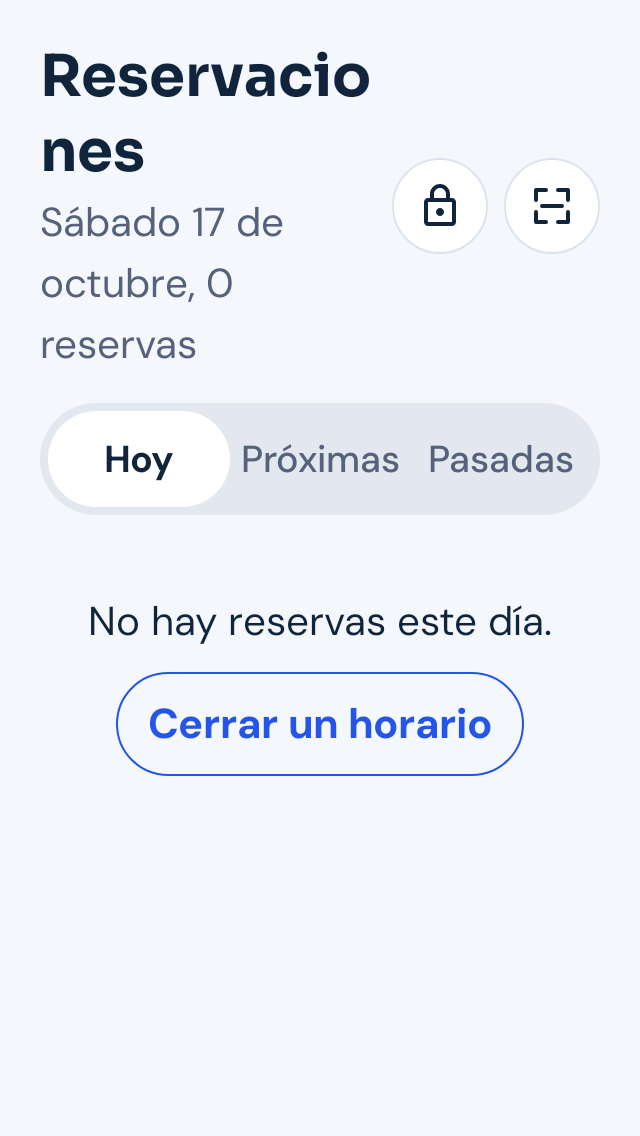 Reservacio
nes
Sábado 17 de
octubre, 0
reservas
Hoy
Próximas
Pasadas
No hay reservas este día.
Cerrar un horario